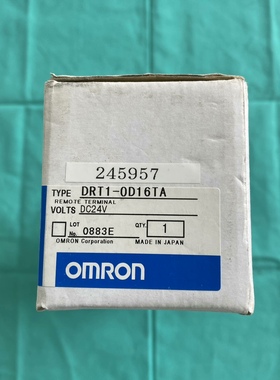 245957
TYPE DRT1-OD16TA
REMOTE TERMINAL
VOLTS DC24V
LOT No. 0883E QTY. 1
OMRON Corporation MADE IN JAPAN
OMRON